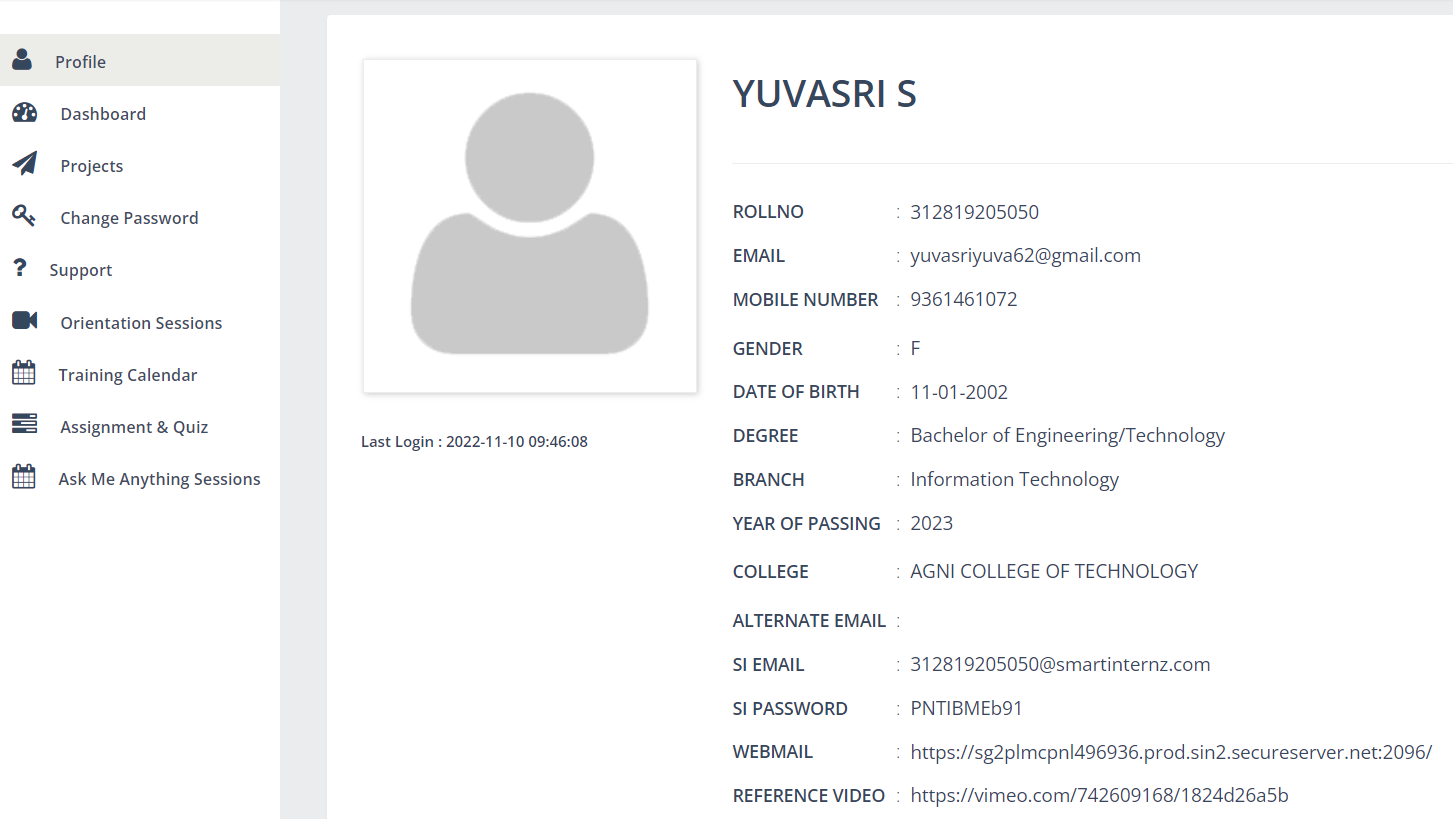 Profile
Dashboard
Projects
Change Password
Support
Orientation Sessions
Training Calendar
Assignment & Quiz
Ask Me Anything Sessions
Last Login : 2022-11-10 09:46:08
YUVASRI S
ROLLNO : 312819205050
EMAIL : yuvasriyuva62@gmail.com
MOBILE NUMBER : 9361461072
GENDER : F
DATE OF BIRTH : 11-01-2002
DEGREE : Bachelor of Engineering/Technology
BRANCH : Information Technology
YEAR OF PASSING : 2023
COLLEGE : AGNI COLLEGE OF TECHNOLOGY
ALTERNATE EMAIL :
SI EMAIL : 312819205050@smartinternz.com
SI PASSWORD : PNTIBMEb91
WEBMAIL : https://sg2plmcpnl496936.prod.sin2.secureserver.net:2096/
REFERENCE VIDEO : https://vimeo.com/742609168/1824d26a5b